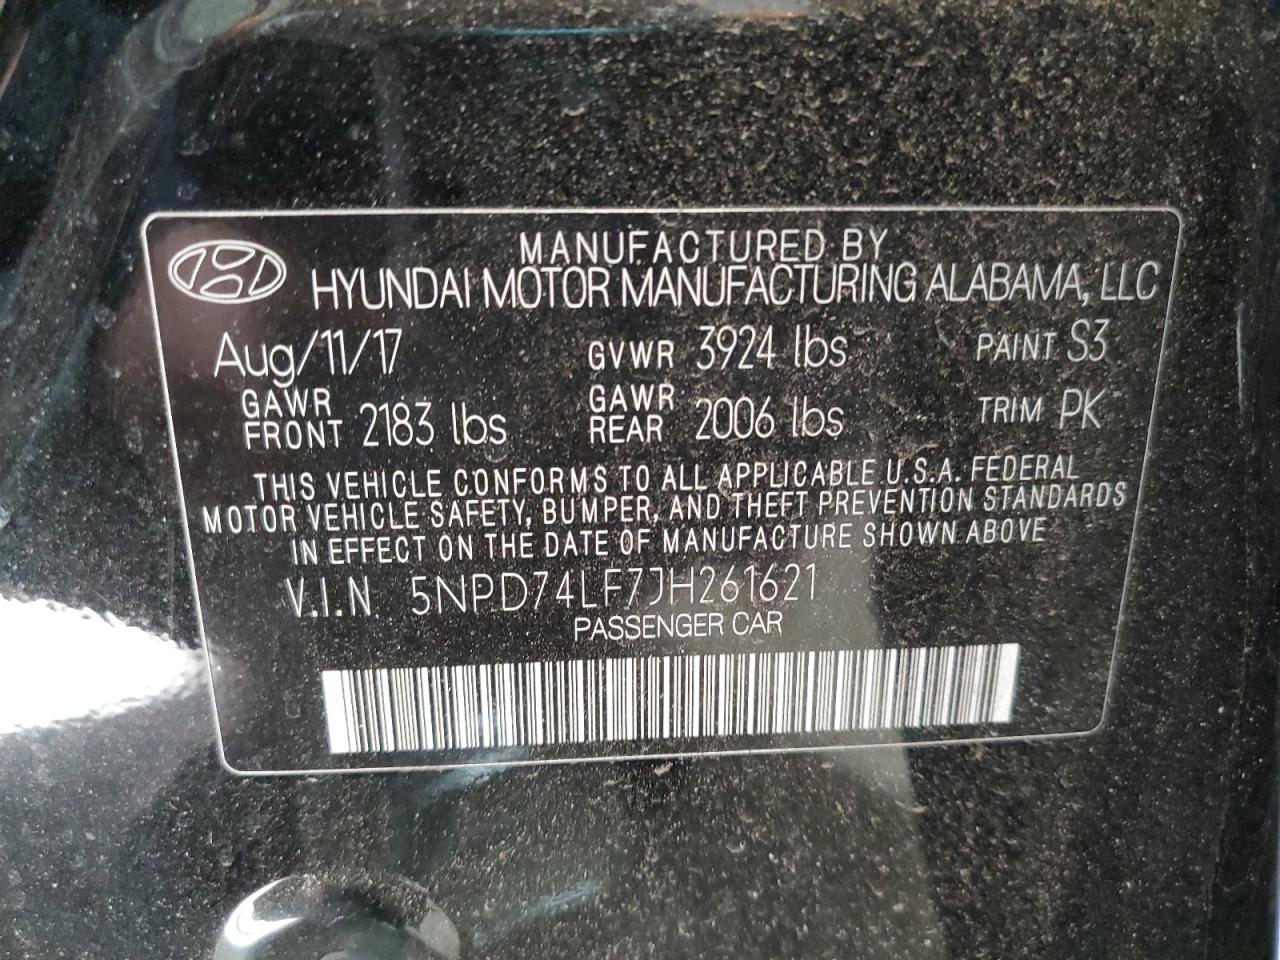 MANUFACTURED BY
HYUNDAI MOTOR MANUFACTURING ALABAMA, LLC
Aug/11/17 GVWR 3924 lbs PAINT S3
GAWR FRONT 2183 lbs GAWR REAR 2006 lbs TRIM PK
THIS VEHICLE CONFORMS TO ALL APPLICABLE U.S.A. FEDERAL
MOTOR VEHICLE SAFETY, BUMPER, AND THEFT PREVENTION STANDARDS
IN EFFECT ON THE DATE OF MANUFACTURE SHOWN ABOVE
V.I.N 5NPD74LF7JH261621
PASSENGER CAR